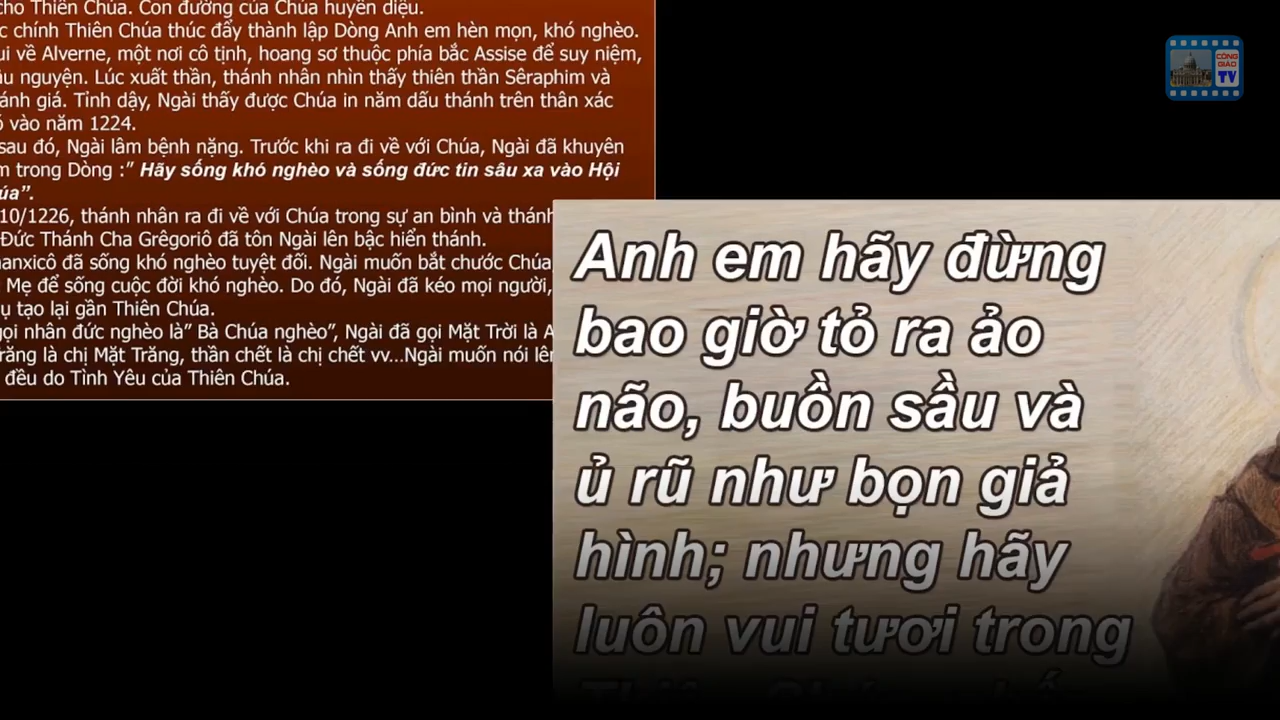 cho Thiên Chúa. Con đường của Chúa huyền diệu.
c chính Thiên Chúa thúc đẩy thành lập Dòng Anh em hèn mọn, khó nghèo.
ui về Alverne, một nơi cô tịnh, hoang sơ thuộc phía bắc Assise để suy niệm,
ầu nguyện. Lúc xuất thần, thánh nhân nhìn thấy thiên thần Sêraphim và
ánh giá. Tỉnh dậy, Ngài thấy được Chúa in năm dấu thánh trên thân xác
ó vào năm 1224.
sau đó, Ngài lâm bệnh nặng. Trước khi ra đi về với Chúa, Ngài đã khuyên
m trong Dòng :” Hãy sống khó nghèo và sống đức tin sâu xa vào Hội
úa”.
10/1226, thánh nhân ra đi về với Chúa trong sự an bình và thánh
Đức Thánh Cha Grêgoriô đã tôn Ngài lên bậc hiển thánh.
anxicô đã sống khó nghèo tuyệt đối. Ngài muốn bắt chước Chúa,
Mẹ để sống cuộc đời khó nghèo. Do đó, Ngài đã kéo mọi người,
ụ tạo lại gần Thiên Chúa.
gọi nhân đức nghèo là” Bà Chúa nghèo”, Ngài đã gọi Mặt Trời là A
răng là chị Mặt Trăng, thần chết là chị chết vv...Ngài muốn nói lên
đều do Tình Yêu của Thiên Chúa.
CÔNG
GIÁO
TV
Anh em hãy đừng
bao giờ tỏ ra ảo
não, buồn sầu và
ủ rũ như bọn giả
hình; nhưng hãy
luôn vui tươi trong